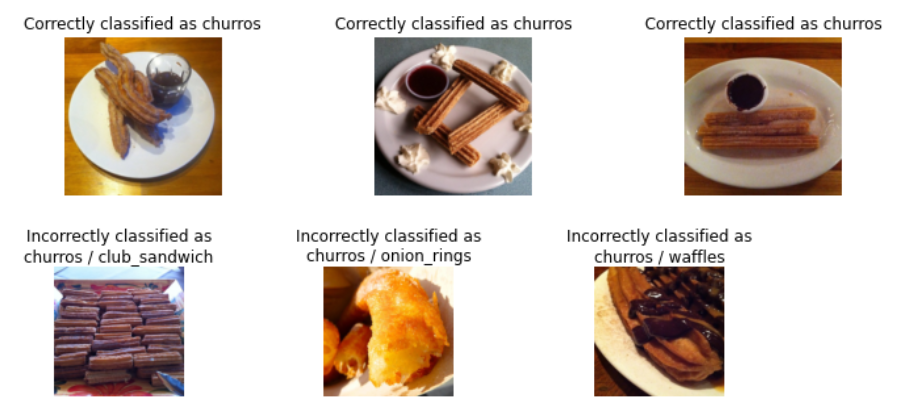 Correctly classified as churros
Correctly classified as churros
Correctly classified as churros
Incorrectly classified as
churros / club_sandwich
Incorrectly classified as
churros / onion_rings
Incorrectly classified as
churros / waffles